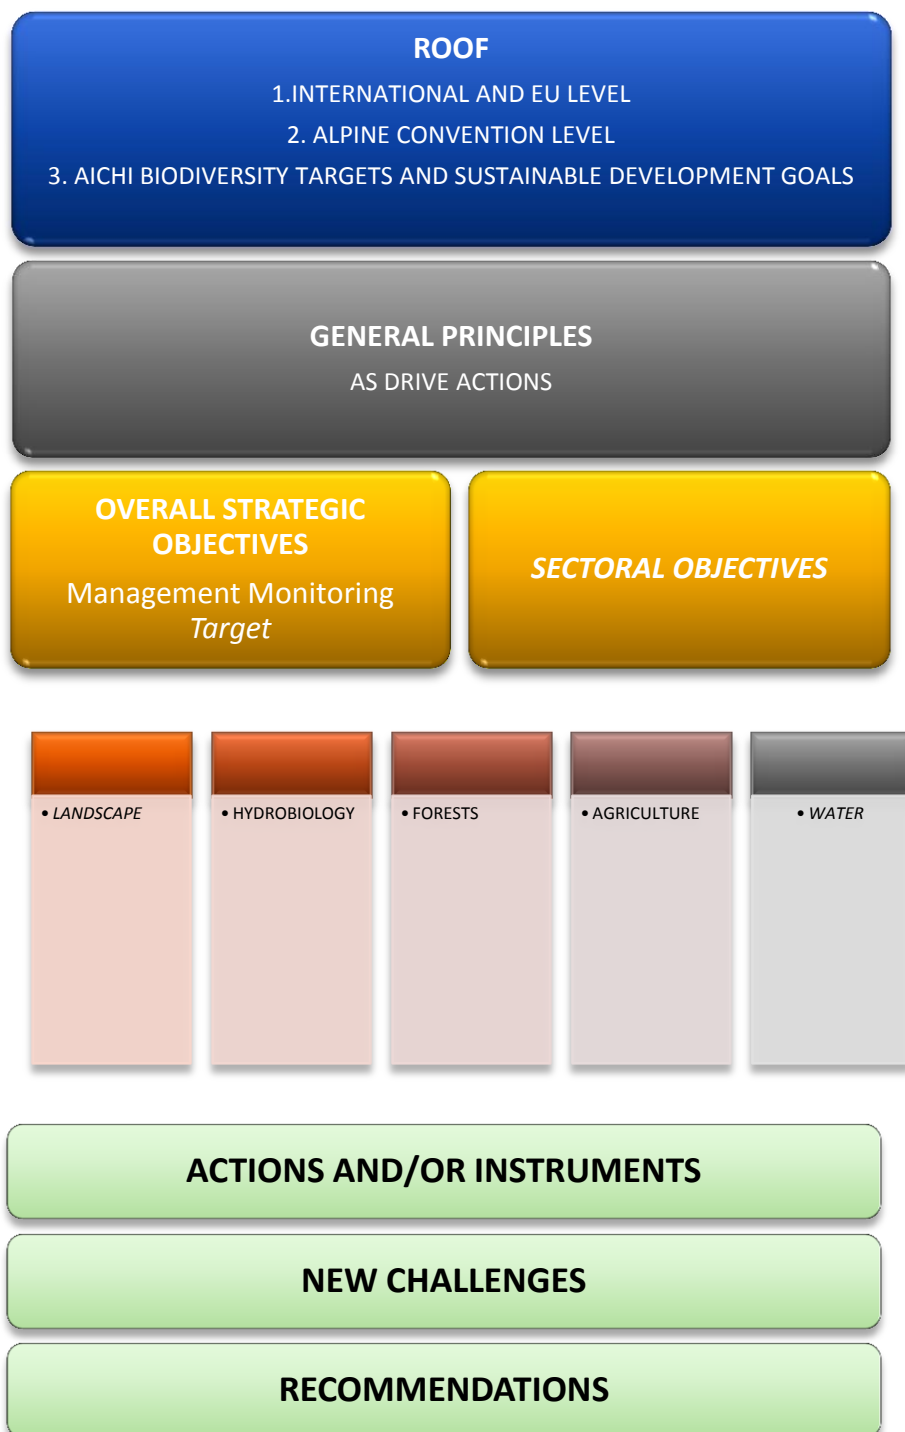 ROOF
1.INTERNATIONAL AND EU LEVEL
2. ALPINE CONVENTION LEVEL
3. AICHI BIODIVERSITY TARGETS AND SUSTAINABLE DEVELOPMENT GOALS
GENERAL PRINCIPLES
AS DRIVE ACTIONS
OVERALL STRATEGIC
OBJECTIVES
Management Monitoring
Target
SECTORAL OBJECTIVES
• LANDSCAPE
• HYDROBIOLOGY
• FORESTS
• AGRICULTURE
• WATER
ACTIONS AND/OR INSTRUMENTS
NEW CHALLENGES
RECOMMENDATIONS